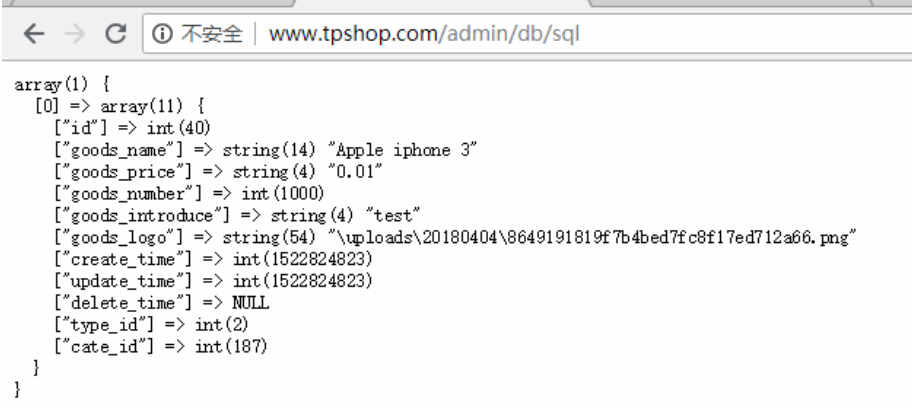 不安全 www.tpshop.com/admin/db/sql
array(1) {
  [0] => array(11) {
    ["id"] => int(40)
    ["goods_name"] => string(14) "Apple iphone 3"
    ["goods_price"] => string(4) "0.01"
    ["goods_number"] => int(1000)
    ["goods_introduce"] => string(4) "test"
    ["goods_logo"] => string(54) "\uploads\20180404\8649191819f7b4bed7fc8f17ed712a66.png"
    ["create_time"] => int(1522824823)
    ["update_time"] => int(1522824823)
    ["delete_time"] => NULL
    ["type_id"] => int(2)
    ["cate_id"] => int(187)
  }
}